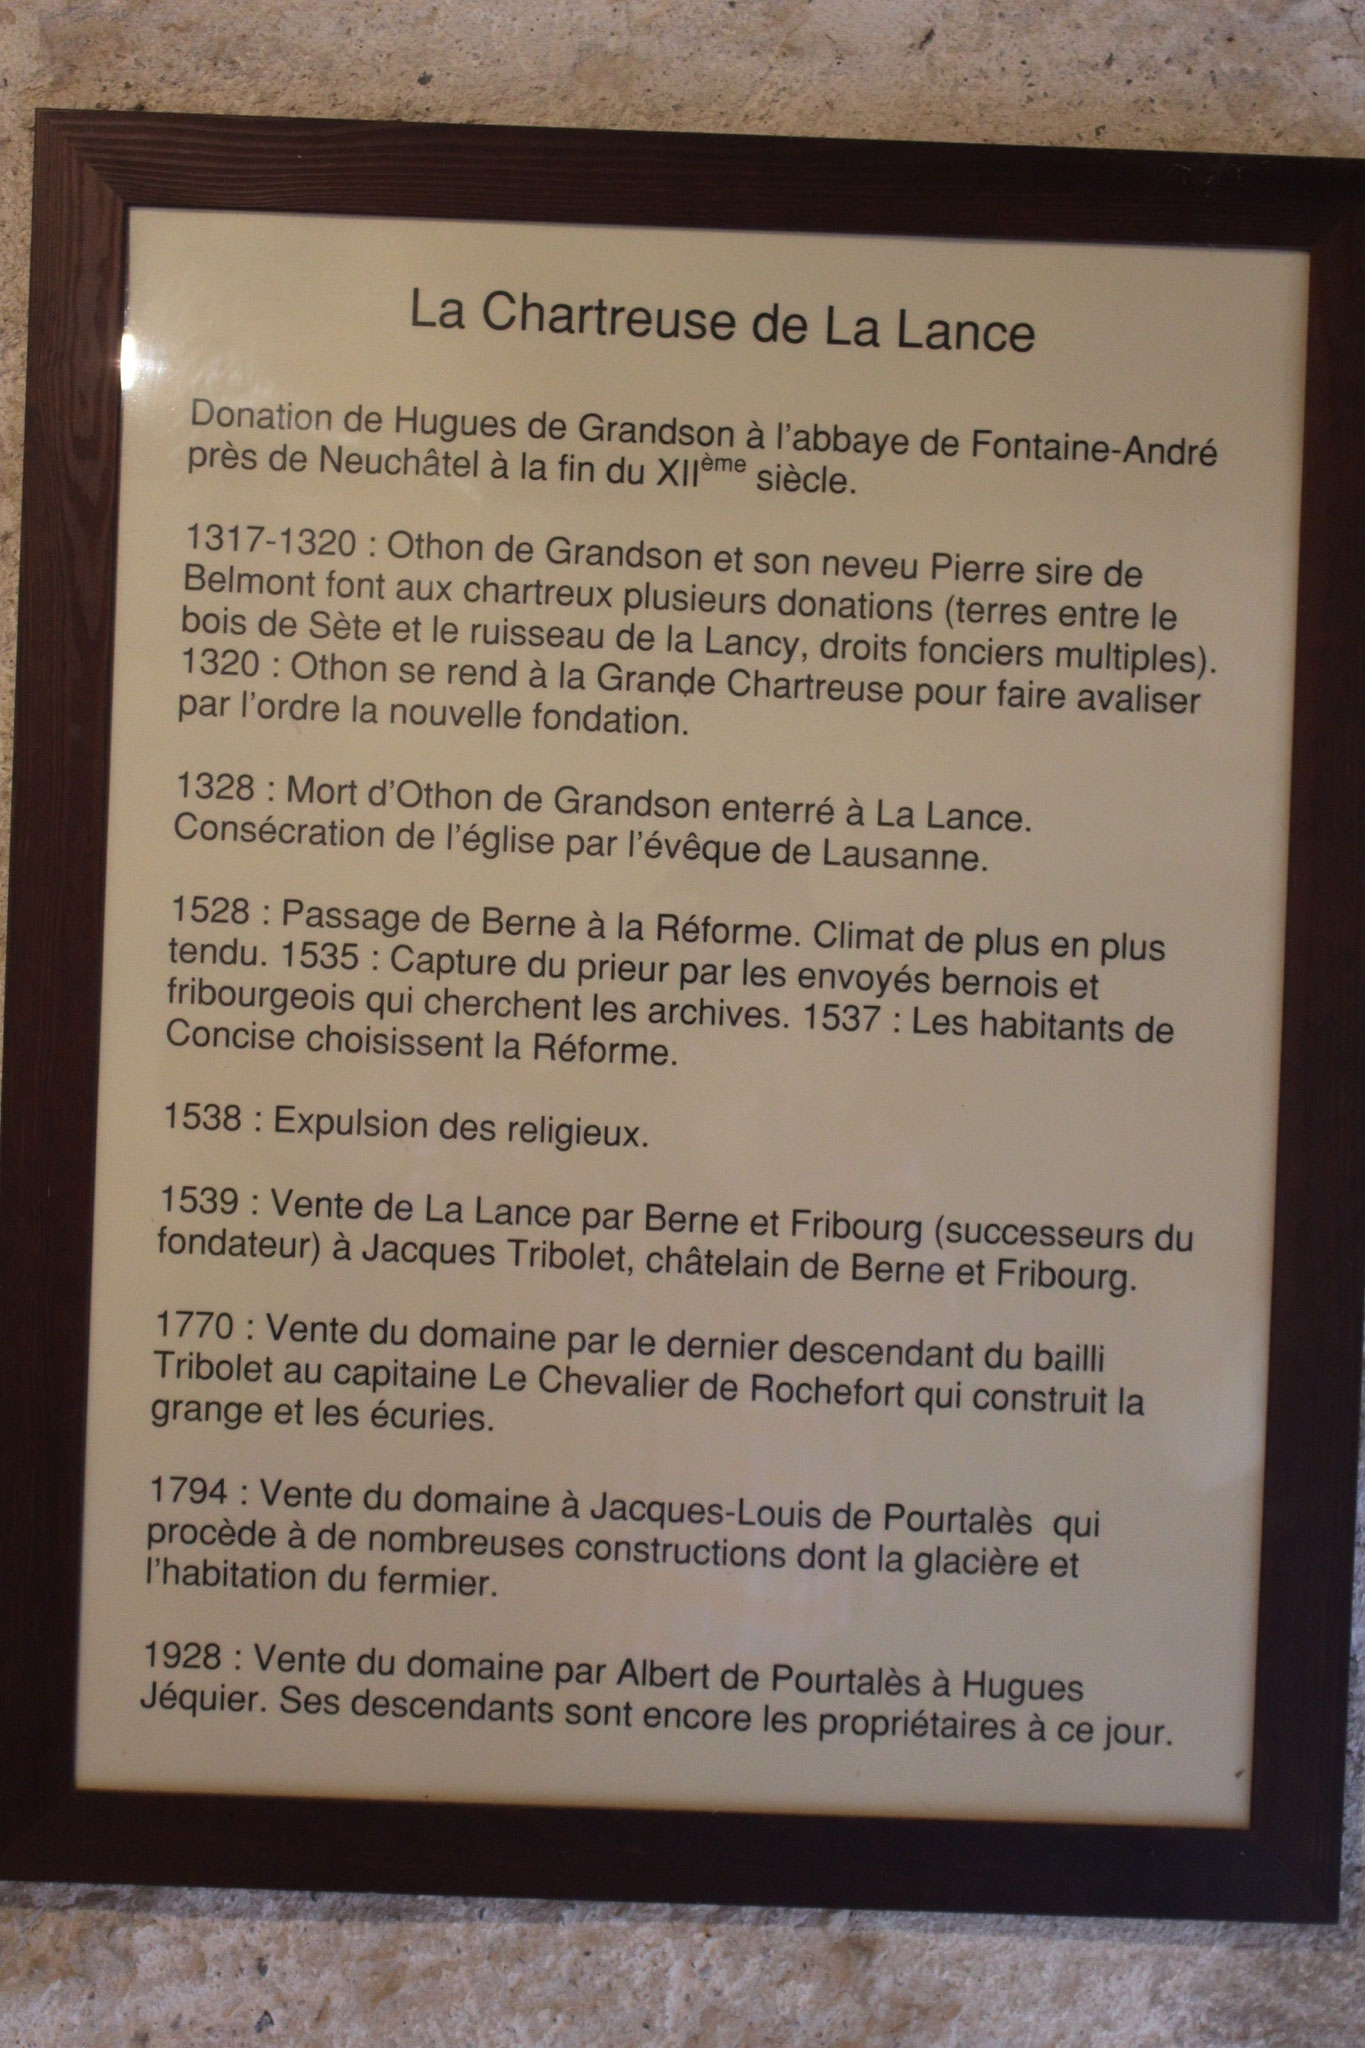 La Chartreuse de La Lance
Donation de Hugues de Grandson à l'abbaye de Fontaine-André
près de Neuchâtel à la fin du XIIème siècle.
1317-1320 : Othon de Grandson et son neveu Pierre sire de
Belmont font aux chartreux plusieurs donations (terres entre le
bois de Sète et le ruisseau de la Lancy, droits fonciers multiples).
1320 : Othon se rend à la Grande Chartreuse pour faire avaliser
par l'ordre la nouvelle fondation.
1328 : Mort d'Othon de Grandson enterré à La Lance.
Consécration de l'église par l'évêque de Lausanne.
1528 : Passage de Berne à la Réforme. Climat de plus en plus
tendu. 1535 : Capture du prieur par les envoyés bernois et
fribourgeois qui cherchent les archives. 1537 : Les habitants de
Concise choisissent la Réforme.
1538 : Expulsion des religieux.
1539 : Vente de La Lance par Berne et Fribourg (successeurs du
fondateur) à Jacques Tribolet, châtelain de Berne et Fribourg.
1770 : Vente du domaine par le dernier descendant du bailli
Tribolet au capitaine Le Chevalier de Rochefort qui construit la
grange et les écuries.
1794 : Vente du domaine à Jacques-Louis de Pourtalès qui
procède à de nombreuses constructions dont la glacière et
l'habitation du fermier.
1928 : Vente du domaine par Albert de Pourtalès à Hugues
Jéquier. Ses descendants sont encore les propriétaires à ce jour.